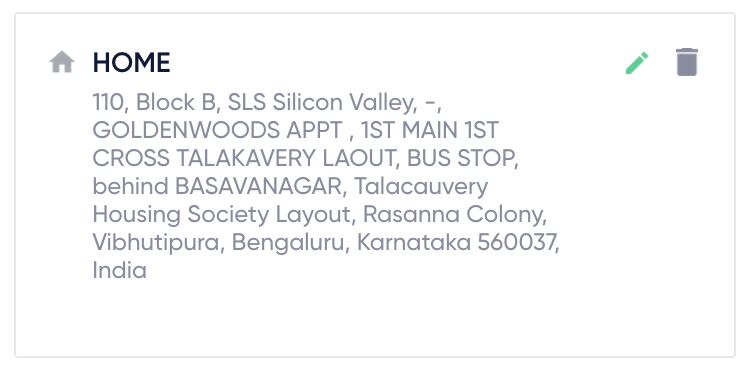 HOME
110, Block B, SLS Silicon Valley, -,
GOLDENWOODS APPT , 1ST MAIN 1ST
CROSS TALAKAVERY LAOUT, BUS STOP,
behind BASAVANAGAR, Talacauvery
Housing Society Layout, Rasanna Colony,
Vibhutipura, Bengaluru, Karnataka 560037,
India